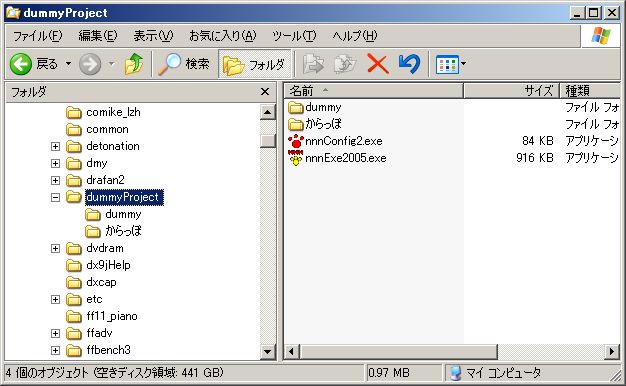 dummyProject
ファイル(F) 編集(E) 表示(V) お気に入り(A) ツール(T) ヘルプ(H)
戻る 検索 フォルダ
フォルダ
comike_lzh
common
detonation
dmy
drafan2
dummyProject
dummy
からっぽ
dvdram
dx9jHelp
dxcap
etc
ff11_piano
ffadv
ffbench3
名前 サイズ 種類
dummy ファイル フォ
からっぽ ファイル フォ
nnnConfig2.exe 84 KB アプリケーシ
nnnExe2005.exe 916 KB アプリケーシ
4 個のオブジェクト (空きディスク領域: 441 GB) 0.97 MB マイ コンピュータ